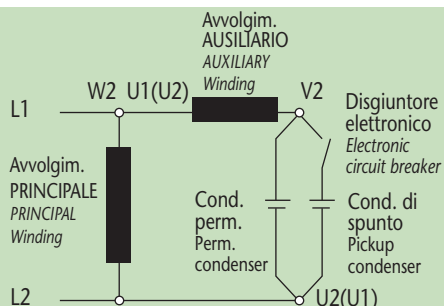 Avvolgim.
AUSILIARIO
AUXILIARY
Winding
W2 U1(U2)
V2
L1
Disgiuntore
elettronico
Electronic
circuit breaker
Avvolgim.
PRINCIPALE
PRINCIPAL
Winding
Cond.
perm.
Perm.
condenser
Cond. di
spunto
Pickup
condenser
L2
U2(U1)